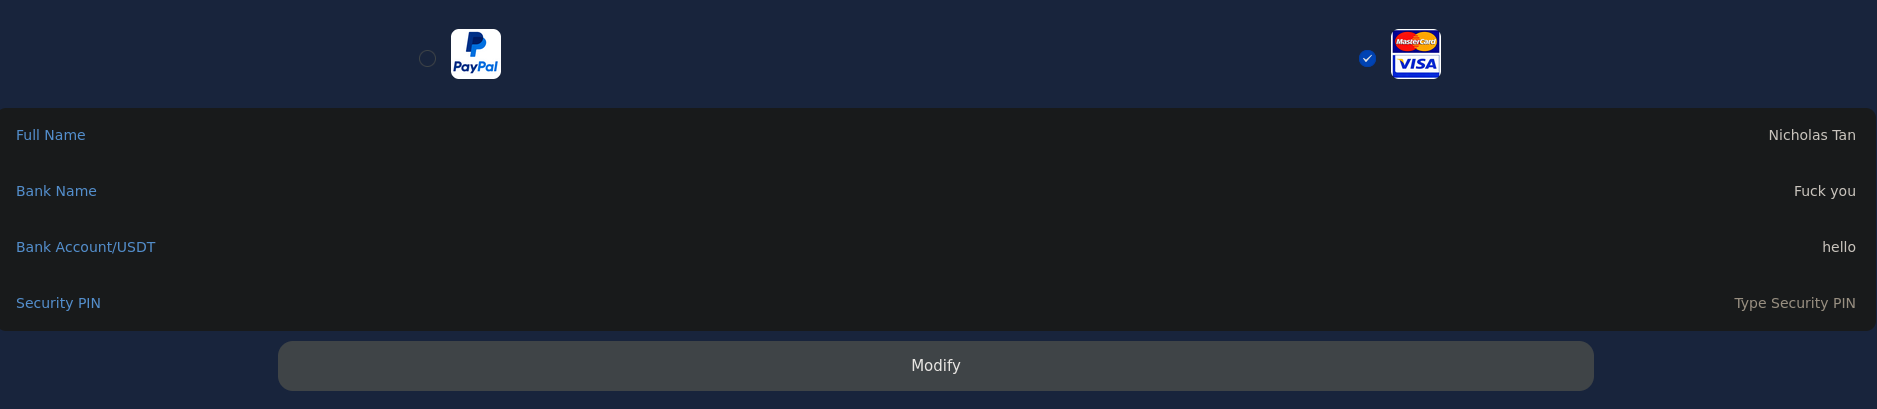 PayPal
MasterCard
VISA
Full Name
Nicholas Tan
Bank Name
Fuck you
Bank Account/USDT
hello
Security PIN
Type Security PIN
Modify